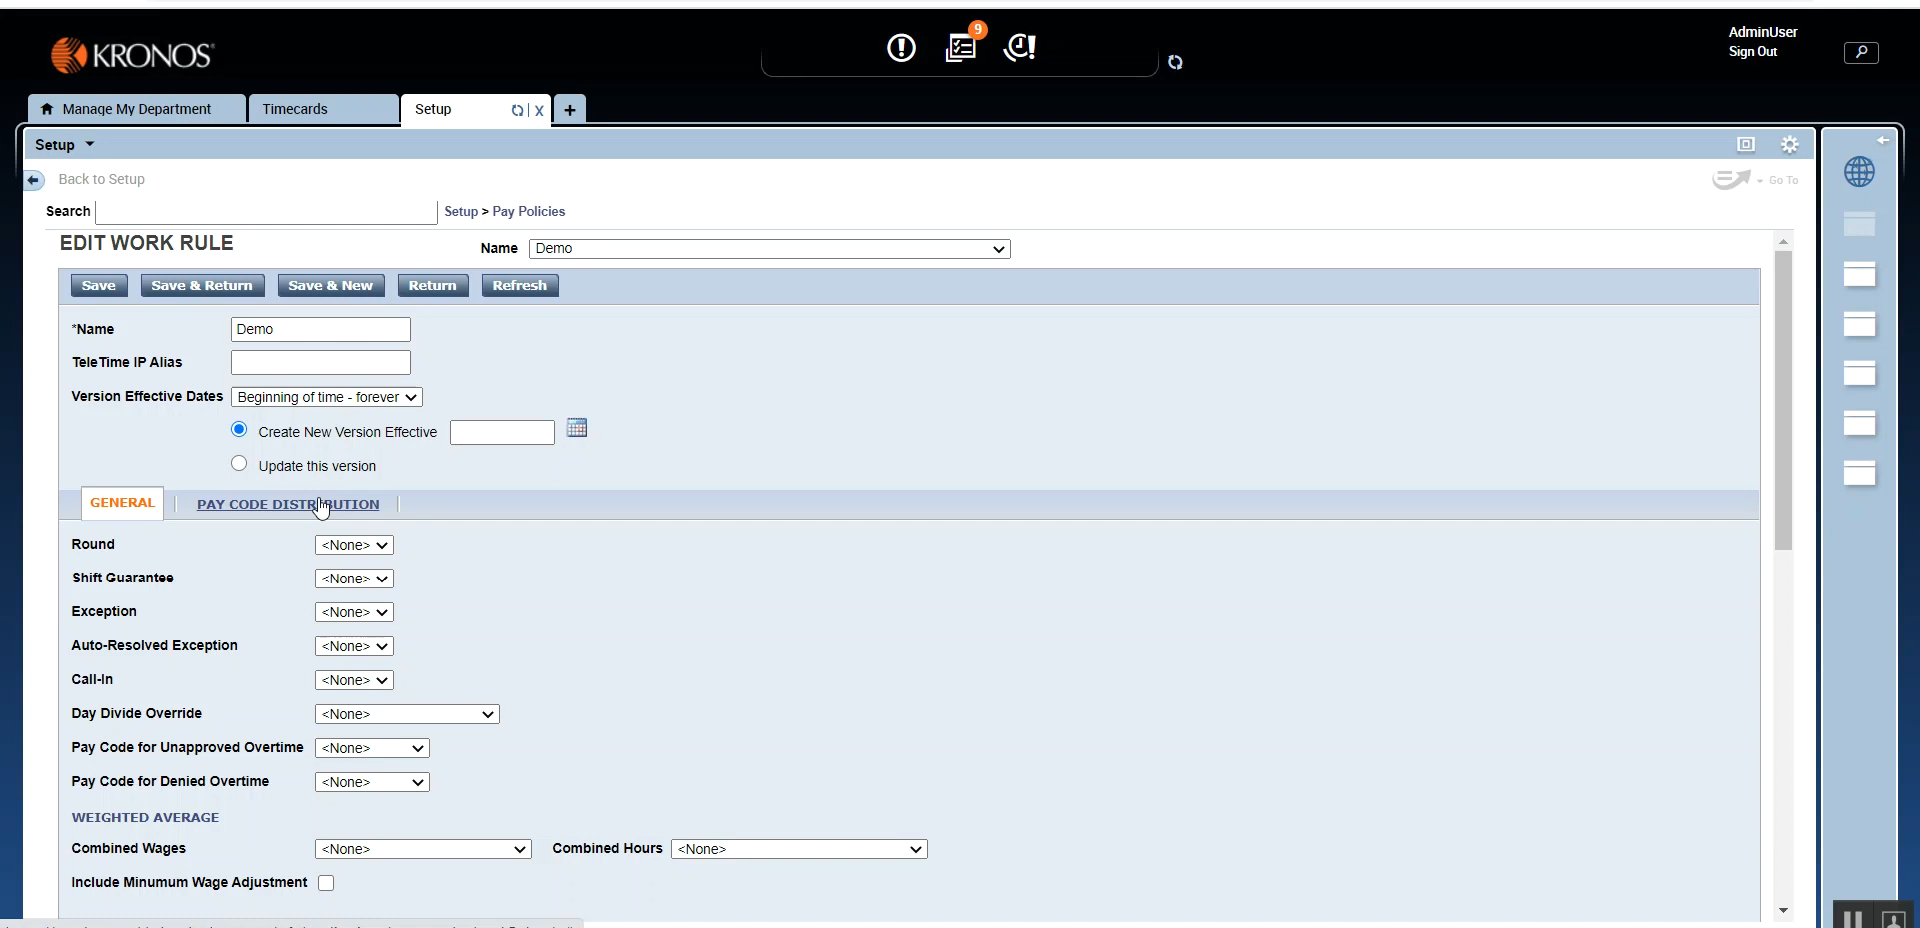 9
AdminUser
Sign Out
KRONOS
Manage My Department
Timecards
Setup
X
+
Setup
Back to Setup
Go To
Search
Setup > Pay Policies
EDIT WORK RULE
Name
Demo
Save
Save & Return
Save & New
Return
Refresh
*Name
Demo
TeleTime IP Alias
Version Effective Dates
Beginning of time - forever
Create New Version Effective
Update this version
GENERAL
PAY CODE DISTRIBUTION
Round <None>
Shift Guarantee <None>
Exception <None>
Auto-Resolved Exception <None>
Call-In <None>
Day Divide Override <None>
Pay Code for Unapproved Overtime <None>
Pay Code for Denied Overtime <None>
WEIGHTED AVERAGE
Combined Wages <None> Combined Hours <None>
Include Minumum Wage Adjustment